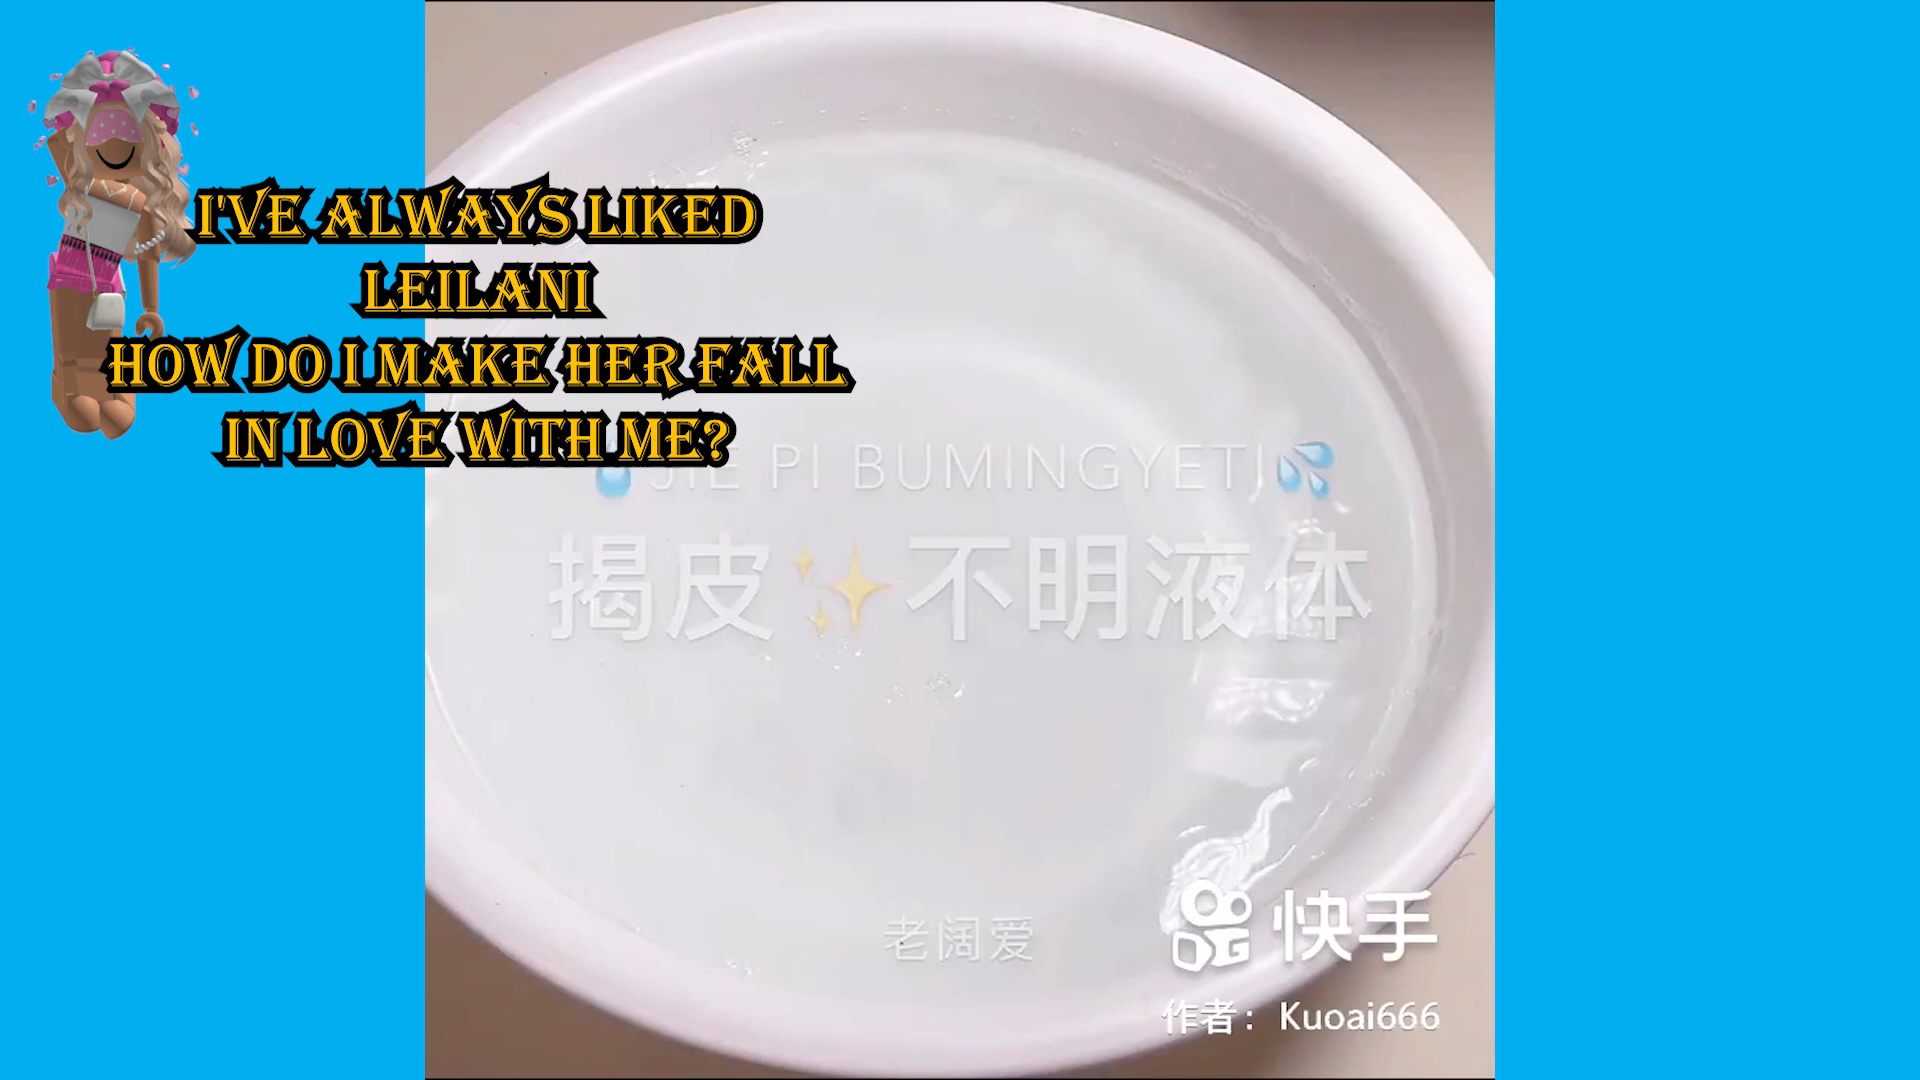 I'VE ALWAYS LIKED
LEILANI
HOW DO I MAKE HER FALL
IN LOVE WITH ME?
💧JIE PI BUMINGYETI💦
揭皮✨不明液体
老阔爱
快手
作者：Kuoai666